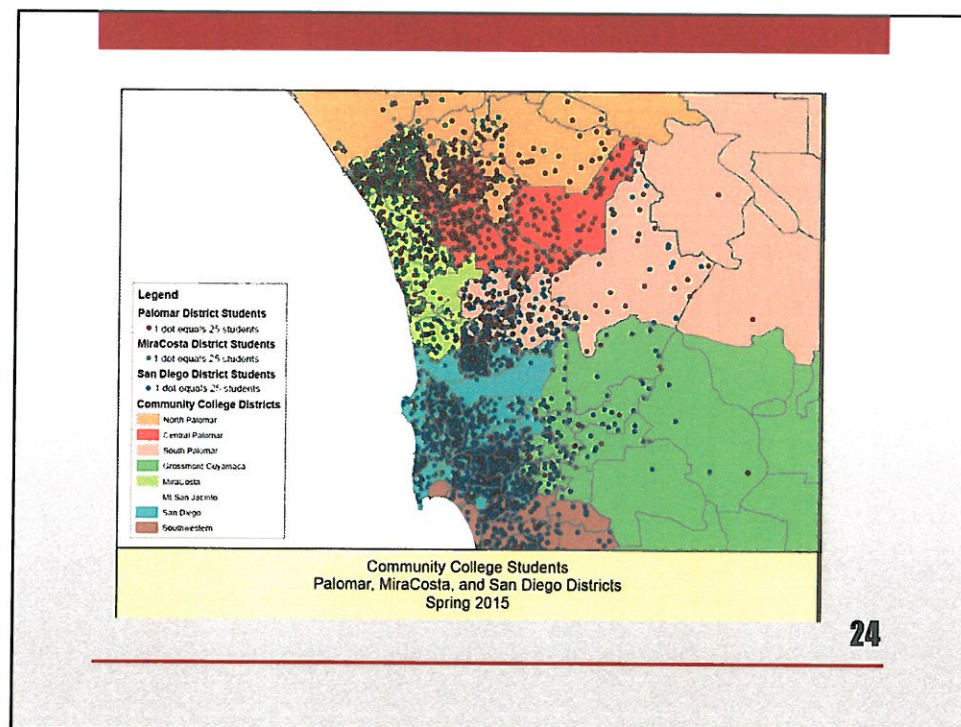 Legend
Palomar District Students
1 dot equals 25 students
MiraCosta District Students
1 dot equals 25 students
San Diego District Students
1 dot equals 25 students
Community College Districts
North Palomar
Central Palomar
South Palomar
Grossmont Cuyamaca
MiraCosta
Mt San Jacinto
San Diego
Southwestern
Community College Students
Palomar, MiraCosta, and San Diego Districts
Spring 2015
24